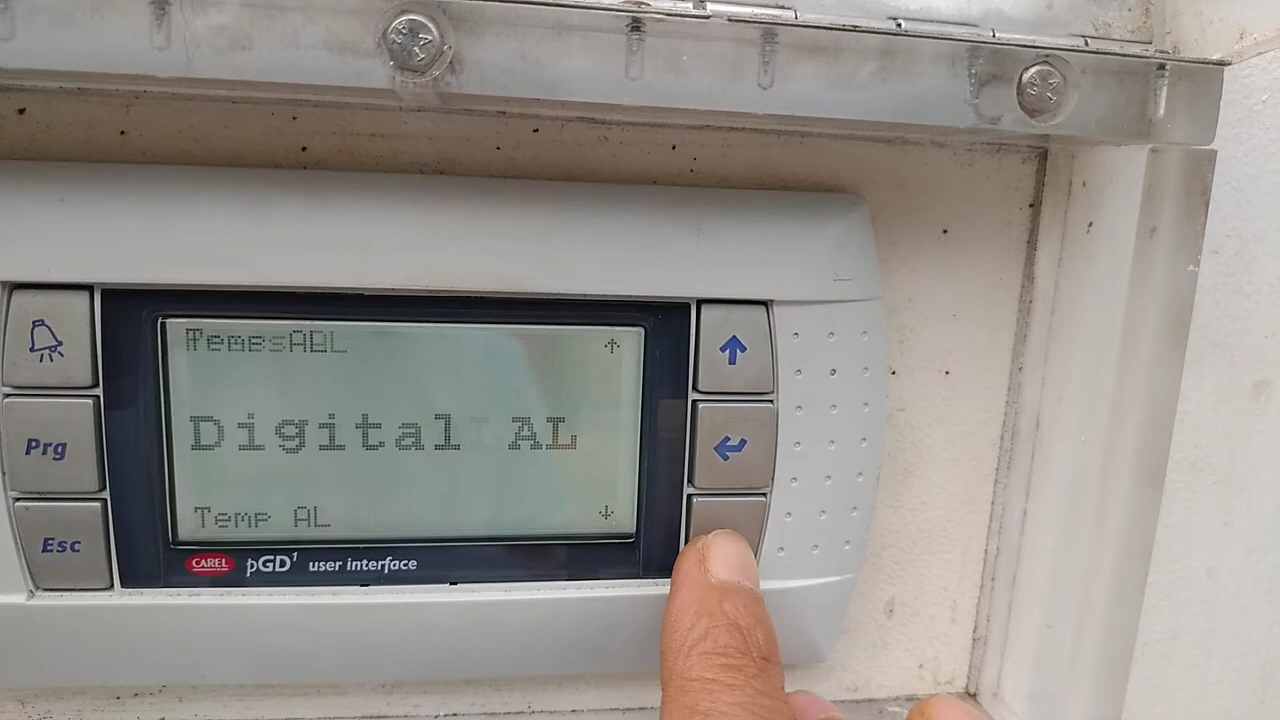 Digital AL
Temp AL
Prg
Esc
CAREL pGD¹ user interface